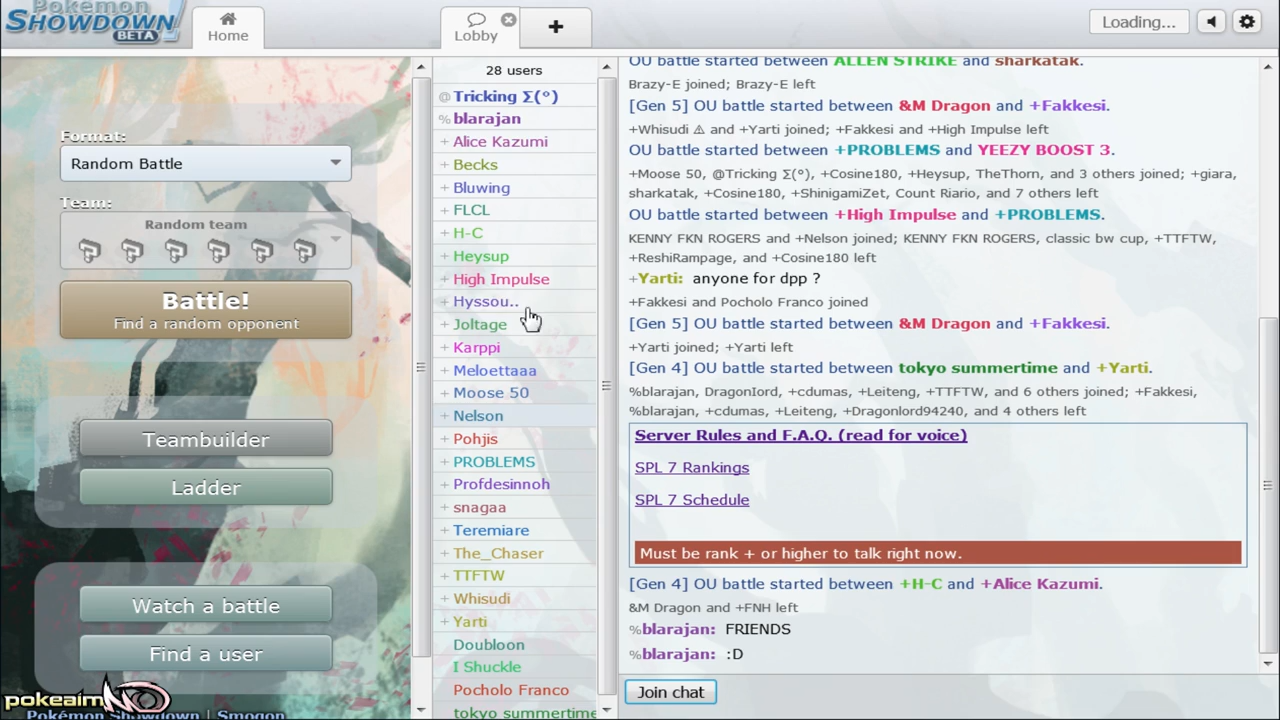 Pokémon
SHOWDOWN
BETA
Home
Lobby
Loading...
Format:
Random Battle
Team:
Random team
Battle!
Find a random opponent
Teambuilder
Ladder
Watch a battle
Find a user
pokeaimMD
Pokémon Showdown | Smogon
28 users
@Tricking Σ(°)
%blarajan
+Alice Kazumi
+Becks
+Bluwing
+FLCL
+H-C
+Heysup
+High Impulse
+Hyssou..
+Joltage
+Karppi
+Meloettaaa
+Moose 50
+Nelson
+Pohjis
+PROBLEMS
+Profdesinnoh
+snagaa
+Teremiare
+The_Chaser
+TTFTW
+Whisudi
+Yarti
Doubloon
I Shuckle
Pocholo Franco
tokyo summertime
OU battle started between ALLEN STRIKE and sharkatak.
Brazy-E joined; Brazy-E left
[Gen 5] OU battle started between &M Dragon and +Fakkesi.
+Whisudi ⚠ and +Yarti joined; +Fakkesi and +High Impulse left
OU battle started between +PROBLEMS and YEEZY BOOST 3.
+Moose 50, @Tricking Σ(°), +Cosine180, +Heysup, TheThorn, and 3 others joined; +giara,
sharkatak, +Cosine180, +ShinigamiZet, Count Riario, and 7 others left
OU battle started between +High Impulse and +PROBLEMS.
KENNY FKN ROGERS and +Nelson joined; KENNY FKN ROGERS, classic bw cup, +TTFTW,
+ReshiRampage, and +Cosine180 left
+Yarti: anyone for dpp ?
+Fakkesi and Pocholo Franco joined
[Gen 5] OU battle started between &M Dragon and +Fakkesi.
+Yarti joined; +Yarti left
[Gen 4] OU battle started between tokyo summertime and +Yarti.
%blarajan, DragonIord, +cdumas, +Leiteng, +TTFTW, and 6 others joined; +Fakkesi,
%blarajan, +cdumas, +Leiteng, +Dragonlord94240, and 4 others left
Server Rules and F.A.Q. (read for voice)
SPL 7 Rankings
SPL 7 Schedule
Must be rank + or higher to talk right now.
[Gen 4] OU battle started between +H-C and +Alice Kazumi.
&M Dragon and +FNH left
%blarajan: FRIENDS
%blarajan: :D
Join chat